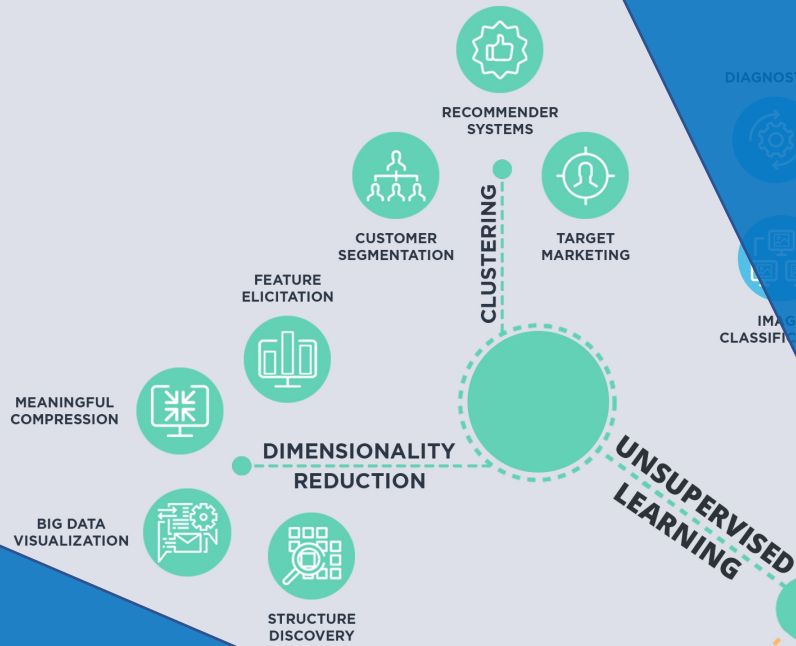 RECOMMENDER
SYSTEMS
CUSTOMER
SEGMENTATION
CLUSTERING
TARGET
MARKETING
FEATURE
ELICITATION
MEANINGFUL
COMPRESSION
DIMENSIONALITY
REDUCTION
BIG DATA
VISUALIZATION
STRUCTURE
DISCOVERY
UNSUPERVISED
LEARNING